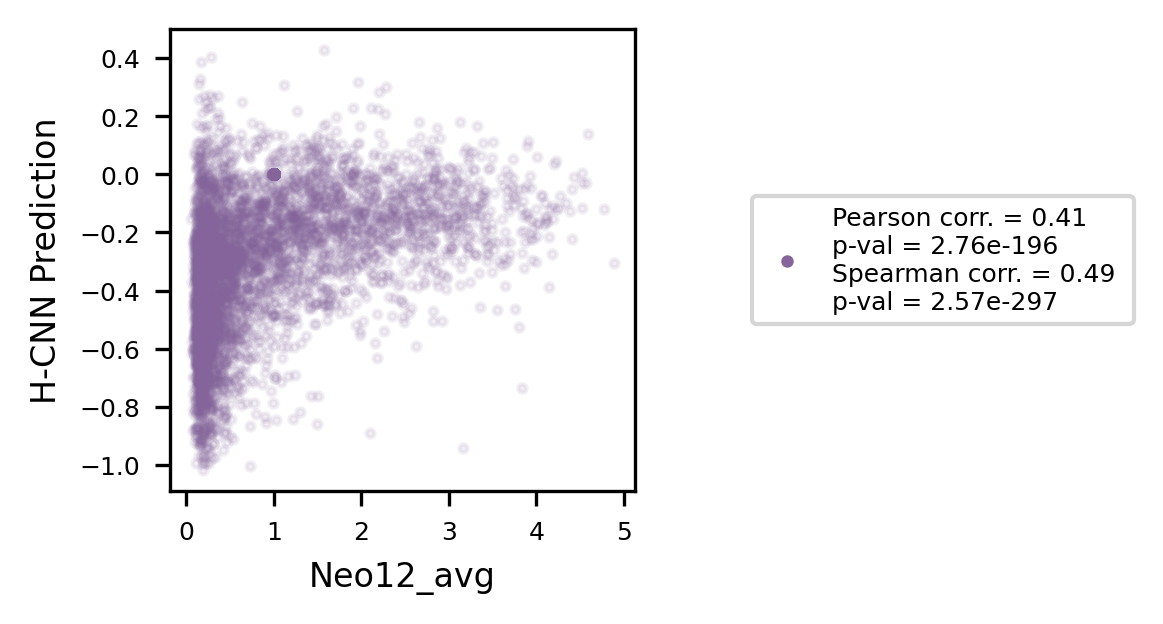 0.4
0.2
0.0
−0.2
−0.4
−0.6
−0.8
−1.0
H-CNN Prediction
0 1 2 3 4 5
Neo12_avg
Pearson corr. = 0.41
p-val = 2.76e-196
Spearman corr. = 0.49
p-val = 2.57e-297